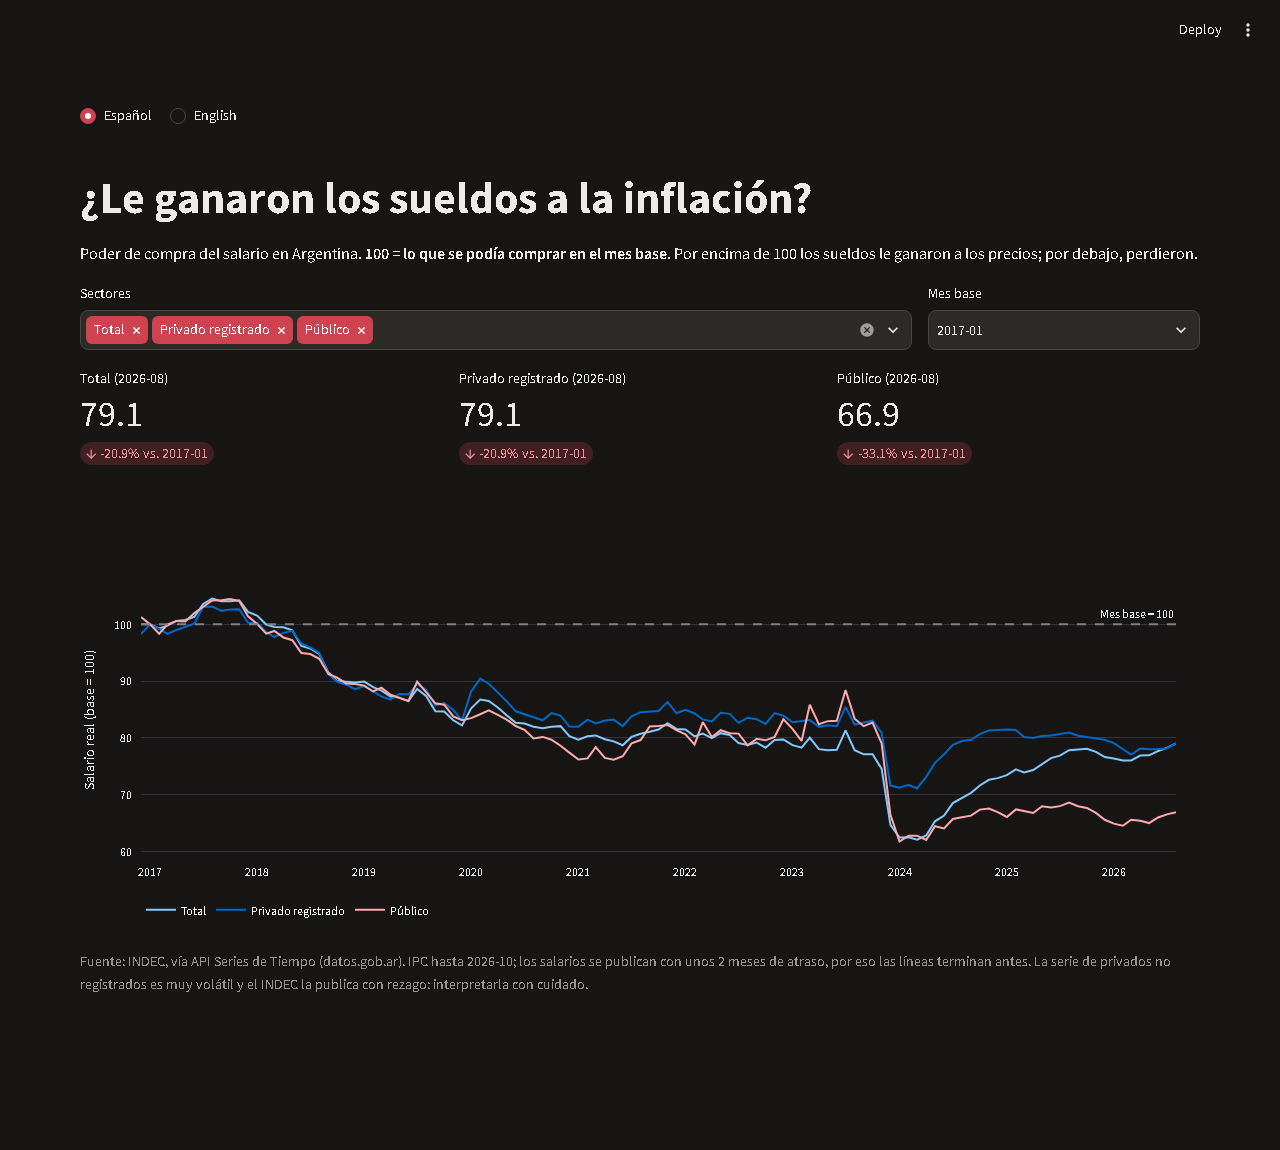 Deploy
Español
English
¿Le ganaron los sueldos a la inflación?
Poder de compra del salario en Argentina. 100 = lo que se podía comprar en el mes base. Por encima de 100 los sueldos le ganaron a los precios; por debajo, perdieron.
Sectores
Mes base
Total
Privado registrado
Público
2017-01
Total (2026-08)
Privado registrado (2026-08)
Público (2026-08)
79.1
79.1
66.9
-20.9% vs. 2017-01
-20.9% vs. 2017-01
-33.1% vs. 2017-01
Mes base = 100
Salario real (base = 100)
100
90
80
70
60
2017
2018
2019
2020
2021
2022
2023
2024
2025
2026
Total
Privado registrado
Público
Fuente: INDEC, vía API Series de Tiempo (datos.gob.ar). IPC hasta 2026-10; los salarios se publican con unos 2 meses de atraso, por eso las líneas terminan antes. La serie de privados no
registrados es muy volátil y el INDEC la publica con rezago: interpretarla con cuidado.